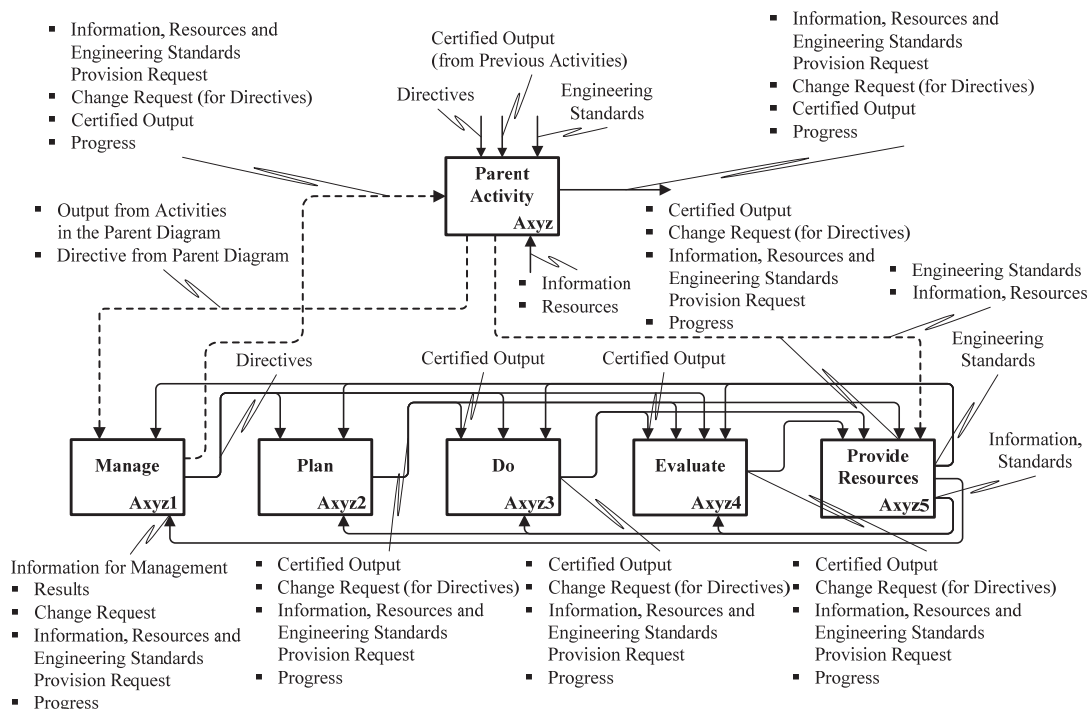 ▪ Information, Resources and
Engineering Standards
Provision Request
▪ Change Request (for Directives)
▪ Certified Output
▪ Progress
Certified Output
(from Previous Activities)
Directives
Engineering
Standards
▪ Information, Resources and
Engineering Standards
Provision Request
▪ Change Request (for Directives)
▪ Certified Output
▪ Progress
Parent
Activity
Axyz
▪ Output from Activities
in the Parent Diagram
▪ Directive from Parent Diagram
▪ Information
▪ Resources
▪ Certified Output
▪ Change Request (for Directives)
▪ Information, Resources and
Engineering Standards
Provision Request
▪ Progress
▪ Engineering Standards
▪ Information, Resources
Directives
Certified Output
Certified Output
Engineering
Standards
Manage
Axyz1
Plan
Axyz2
Do
Axyz3
Evaluate
Axyz4
Provide
Resources
Axyz5
Information,
Standards
Information for Management
▪ Results
▪ Change Request
▪ Information, Resources and
Engineering Standards
Provision Request
▪ Progress
▪ Certified Output
▪ Change Request (for Directives)
▪ Information, Resources and
Engineering Standards
Provision Request
▪ Progress
▪ Certified Output
▪ Change Request (for Directives)
▪ Information, Resources and
Engineering Standards
Provision Request
▪ Progress
▪ Certified Output
▪ Change Request (for Directives)
▪ Information, Resources and
Engineering Standards
Provision Request
▪ Progress